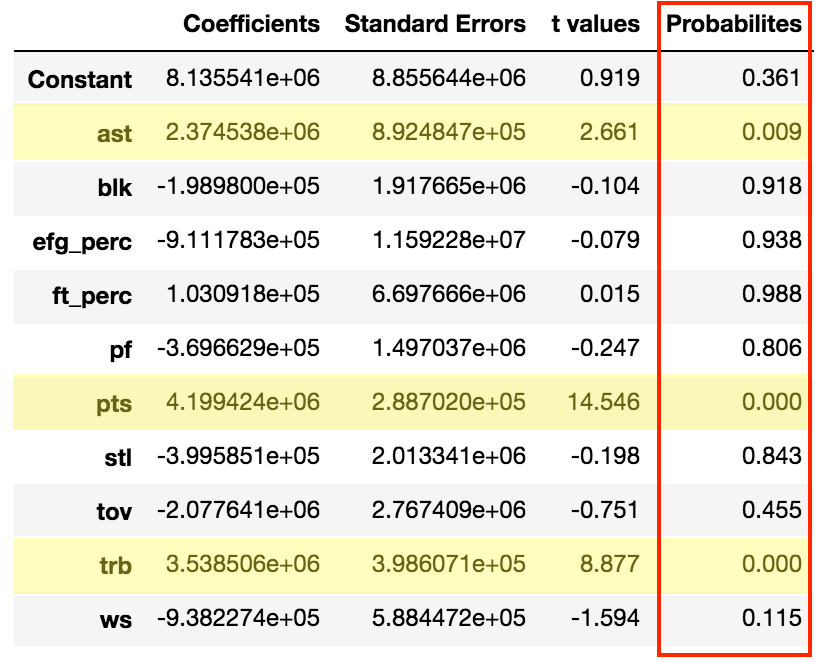 Coefficients Standard Errors t values Probabilites
Constant 8.135541e+06 8.855644e+06 0.919 0.361
ast 2.374538e+06 8.924847e+05 2.661 0.009
blk -1.989800e+05 1.917665e+06 -0.104 0.918
efg_perc -9.111783e+05 1.159228e+07 -0.079 0.938
ft_perc 1.030918e+05 6.697666e+06 0.015 0.988
pf -3.696629e+05 1.497037e+06 -0.247 0.806
pts 4.199424e+06 2.887020e+05 14.546 0.000
stl -3.995851e+05 2.013341e+06 -0.198 0.843
tov -2.077641e+06 2.767409e+06 -0.751 0.455
trb 3.538506e+06 3.986071e+05 8.877 0.000
ws -9.382274e+05 5.884472e+05 -1.594 0.115